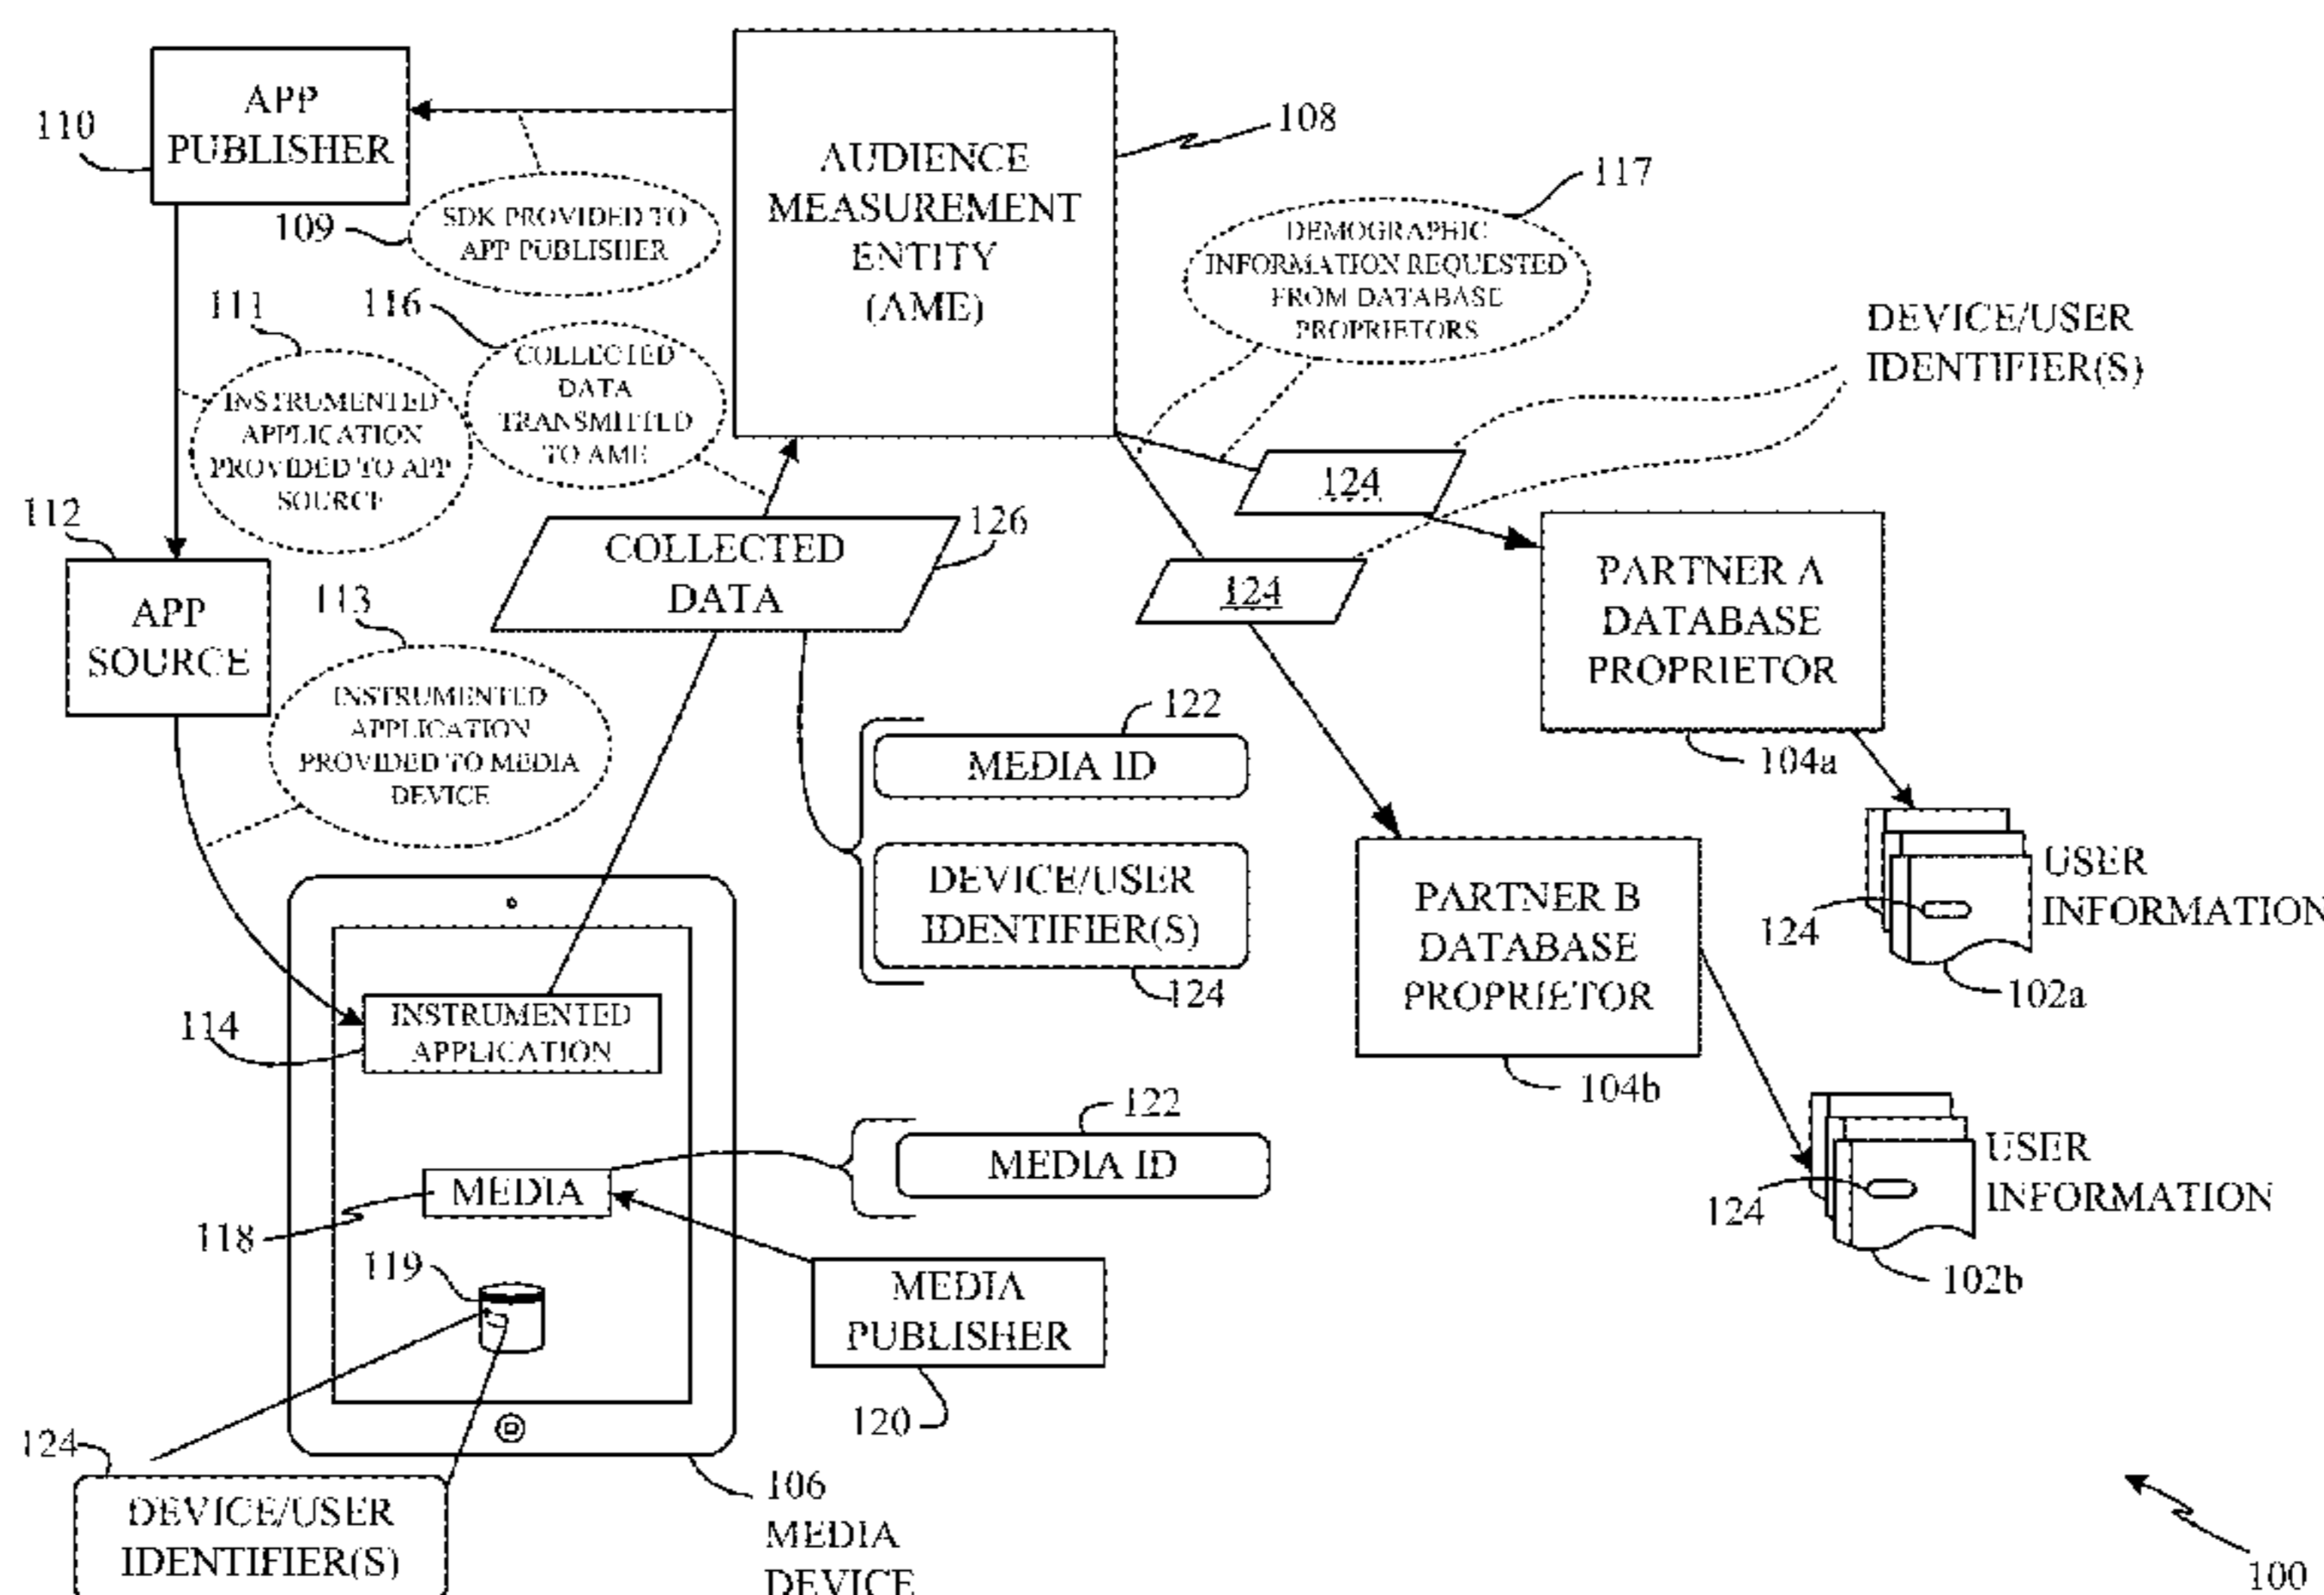 APP
PUBLISHER
110
AUDIENCE
MEASUREMENT
ENTITY
(AME)
108
109
SDK PROVIDED TO
APP PUBLISHER
117
DEMOGRAPHIC
INFORMATION REQUESTED
FROM DATABASE
PROPRIETORS
111
INSTRUMENTED
APPLICATION
PROVIDED TO APP
SOURCE
116
COLLECTED
DATA
TRANSMITTED
TO AME
DEVICE/USER
IDENTIFIER(S)
124
124
112
APP
SOURCE
COLLECTED
DATA
126
PARTNER A
DATABASE
PROPRIETOR
104a
113
INSTRUMENTED
APPLICATION
PROVIDED TO MEDIA
DEVICE
122
MEDIA ID
DEVICE/USER
IDENTIFIER(S)
124
PARTNER B
DATABASE
PROPRIETOR
104b
USER
INFORMATION
124
102a
114
INSTRUMENTED
APPLICATION
122
MEDIA ID
MEDIA
118
USER
INFORMATION
124
102b
119
MEDIA
PUBLISHER
120
124
DEVICE/USER
IDENTIFIER(S)
106
MEDIA
DEVICE
100